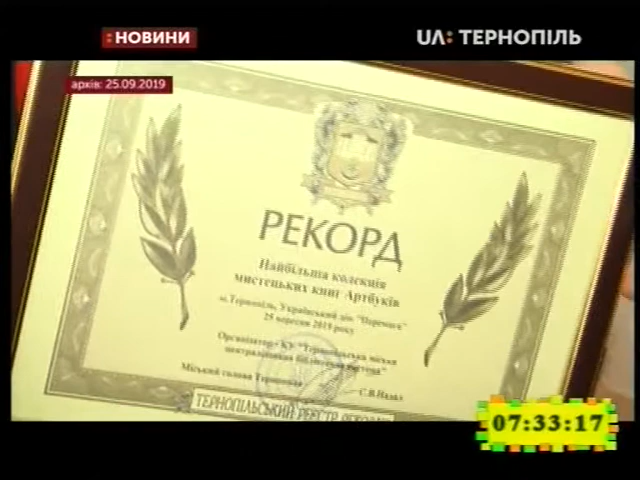 :НОВИНИ
UA: ТЕРНОПІЛЬ
архів: 25.09.2019
РЕКОРД
Найбільша колекція
мистецьких книг Артбуків
м. Тернопіль, Український дім "Перемога"
25 вересня 2019 року
Організатор - КУ "Тернопільська міська
централізована бібліотечна система"
Міський голова Тернополя
С.В.Надал
ТЕРНОПІЛЬСЬКИЙ РЕЄСТР РЕКОРДІВ
07:33:17